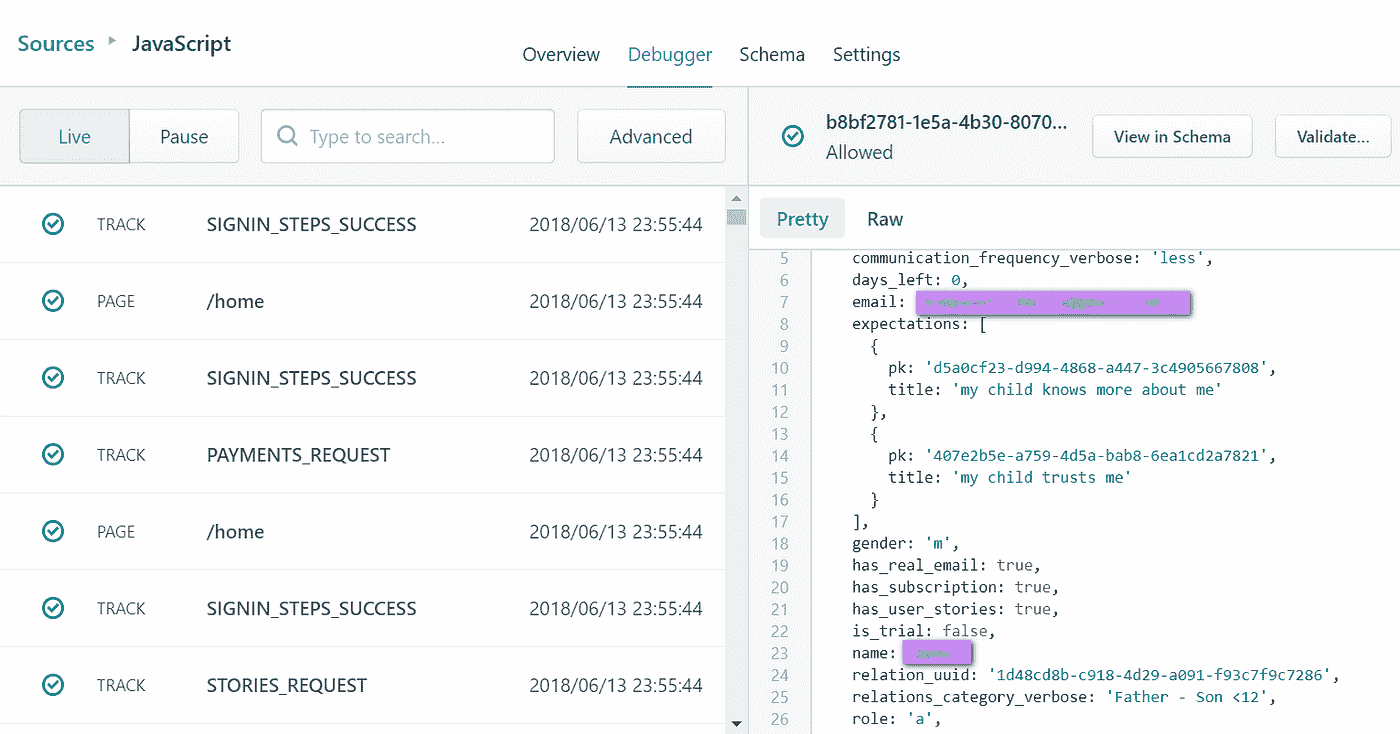 Sources JavaScript
Overview Debugger Schema Settings
Live Pause Type to search... Advanced
b8bf2781-1e5a-4b30-8070...
Allowed
View in Schema Validate...
TRACK SIGNIN_STEPS_SUCCESS 2018/06/13 23:55:44
PAGE /home 2018/06/13 23:55:44
TRACK SIGNIN_STEPS_SUCCESS 2018/06/13 23:55:44
TRACK PAYMENTS_REQUEST 2018/06/13 23:55:44
PAGE /home 2018/06/13 23:55:44
TRACK SIGNIN_STEPS_SUCCESS 2018/06/13 23:55:44
TRACK STORIES_REQUEST 2018/06/13 23:55:44
Pretty Raw
5 communication_frequency_verbose: 'less',
6 days_left: 0,
7 email:
8 expectations: [
9 {
10 pk: 'd5a0cf23-d994-4868-a447-3c4905667808',
11 title: 'my child knows more about me'
12 },
13 {
14 pk: '407e2b5e-a759-4d5a-bab8-6ea1cd2a7821',
15 title: 'my child trusts me'
16 }
17 ],
18 gender: 'm',
19 has_real_email: true,
20 has_subscription: true,
21 has_user_stories: true,
22 is_trial: false,
23 name:
24 relation_uuid: '1d48cd8b-c918-4d29-a091-f93c7f9c7286',
25 relations_category_verbose: 'Father - Son <12',
26 role: 'a',